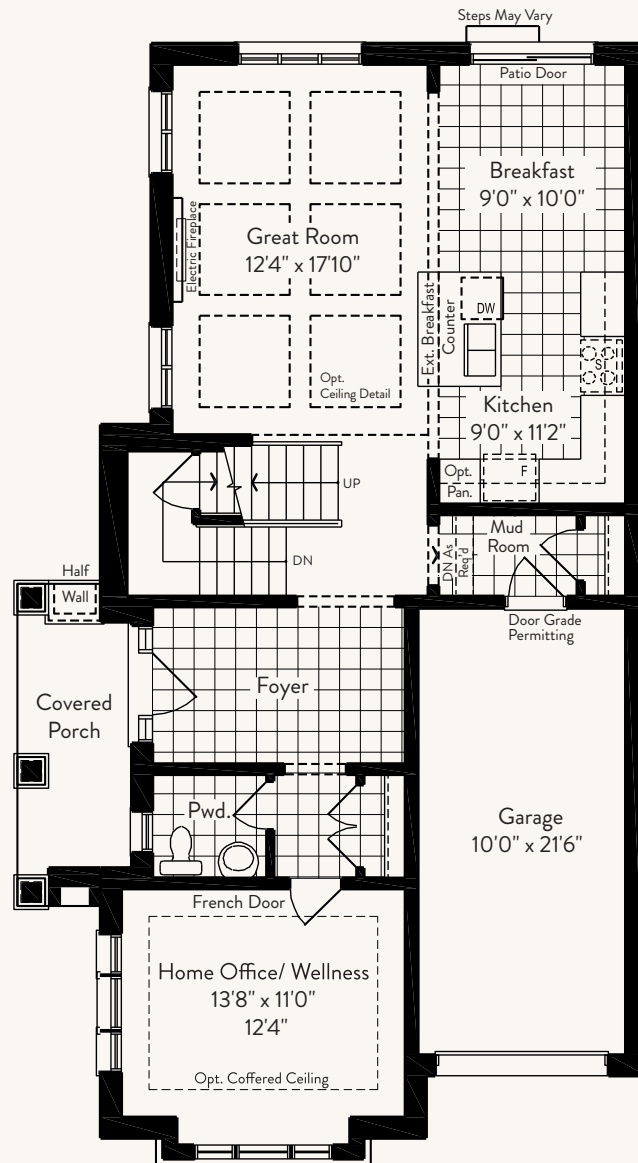 Steps May Vary
Patio Door
Breakfast
9'0" x 10'0"
Electric Fireplace
Great Room
12'4" x 17'10"
Ext. Breakfast
Counter
DW
S
Opt.
Ceiling Detail
Kitchen
9'0" x 11'2"
Opt.
Pan.
F
UP
DN
DN As
Req'd
Mud
Room
Half
Wall
Door Grade
Permitting
Foyer
Covered
Porch
Pwd.
Garage
10'0" x 21'6"
French Door
Home Office/ Wellness
13'8" x 11'0"
12'4"
Opt. Coffered Ceiling